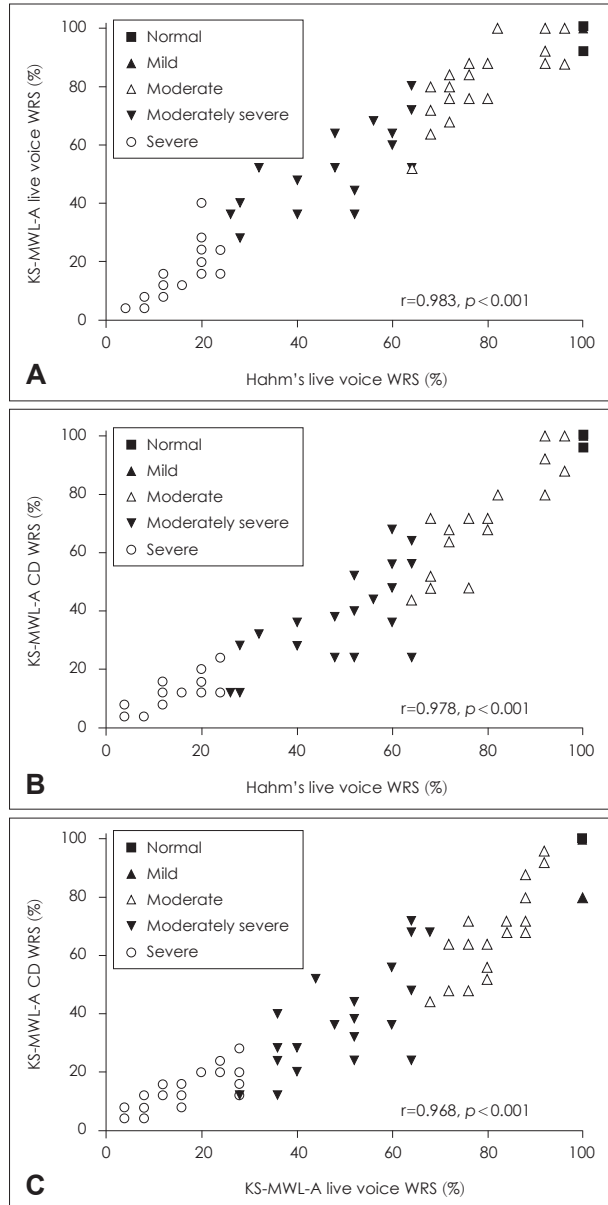 100
80
60
40
20
0
KS-MWL-A live voice WRS (%)
Normal
Mild
Moderate
Moderately severe
Severe
r=0.983, p<0.001
0 20 40 60 80 100
Hahm's live voice WRS (%)
A
100
80
60
40
20
0
KS-MWL-A CD WRS (%)
Normal
Mild
Moderate
Moderately severe
Severe
r=0.978, p<0.001
0 20 40 60 80 100
Hahm's live voice WRS (%)
B
100
80
60
40
20
0
KS-MWL-A CD WRS (%)
Normal
Mild
Moderate
Moderately severe
Severe
r=0.968, p<0.001
0 20 40 60 80 100
KS-MWL-A live voice WRS (%)
C